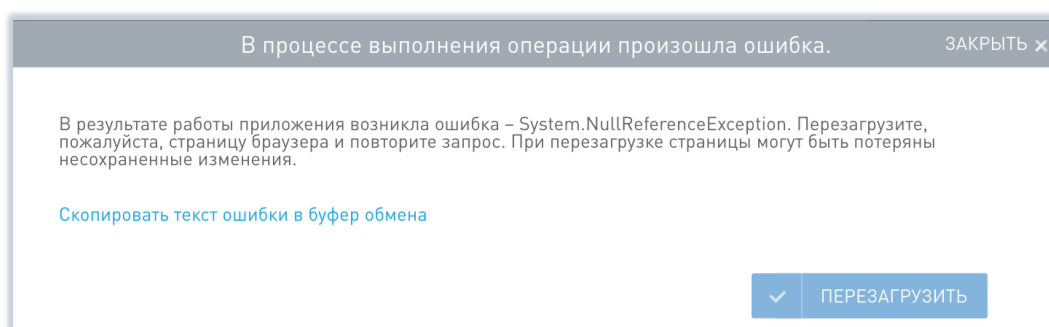 В процессе выполнения операции произошла ошибка.
ЗАКРЫТЬ ×
В результате работы приложения возникла ошибка – System.NullReferenceException. Перезагрузите,
пожалуйста, страницу браузера и повторите запрос. При перезагрузке страницы могут быть потеряны
несохраненные изменения.
Скопировать текст ошибки в буфер обмена
ПЕРЕЗАГРУЗИТЬ